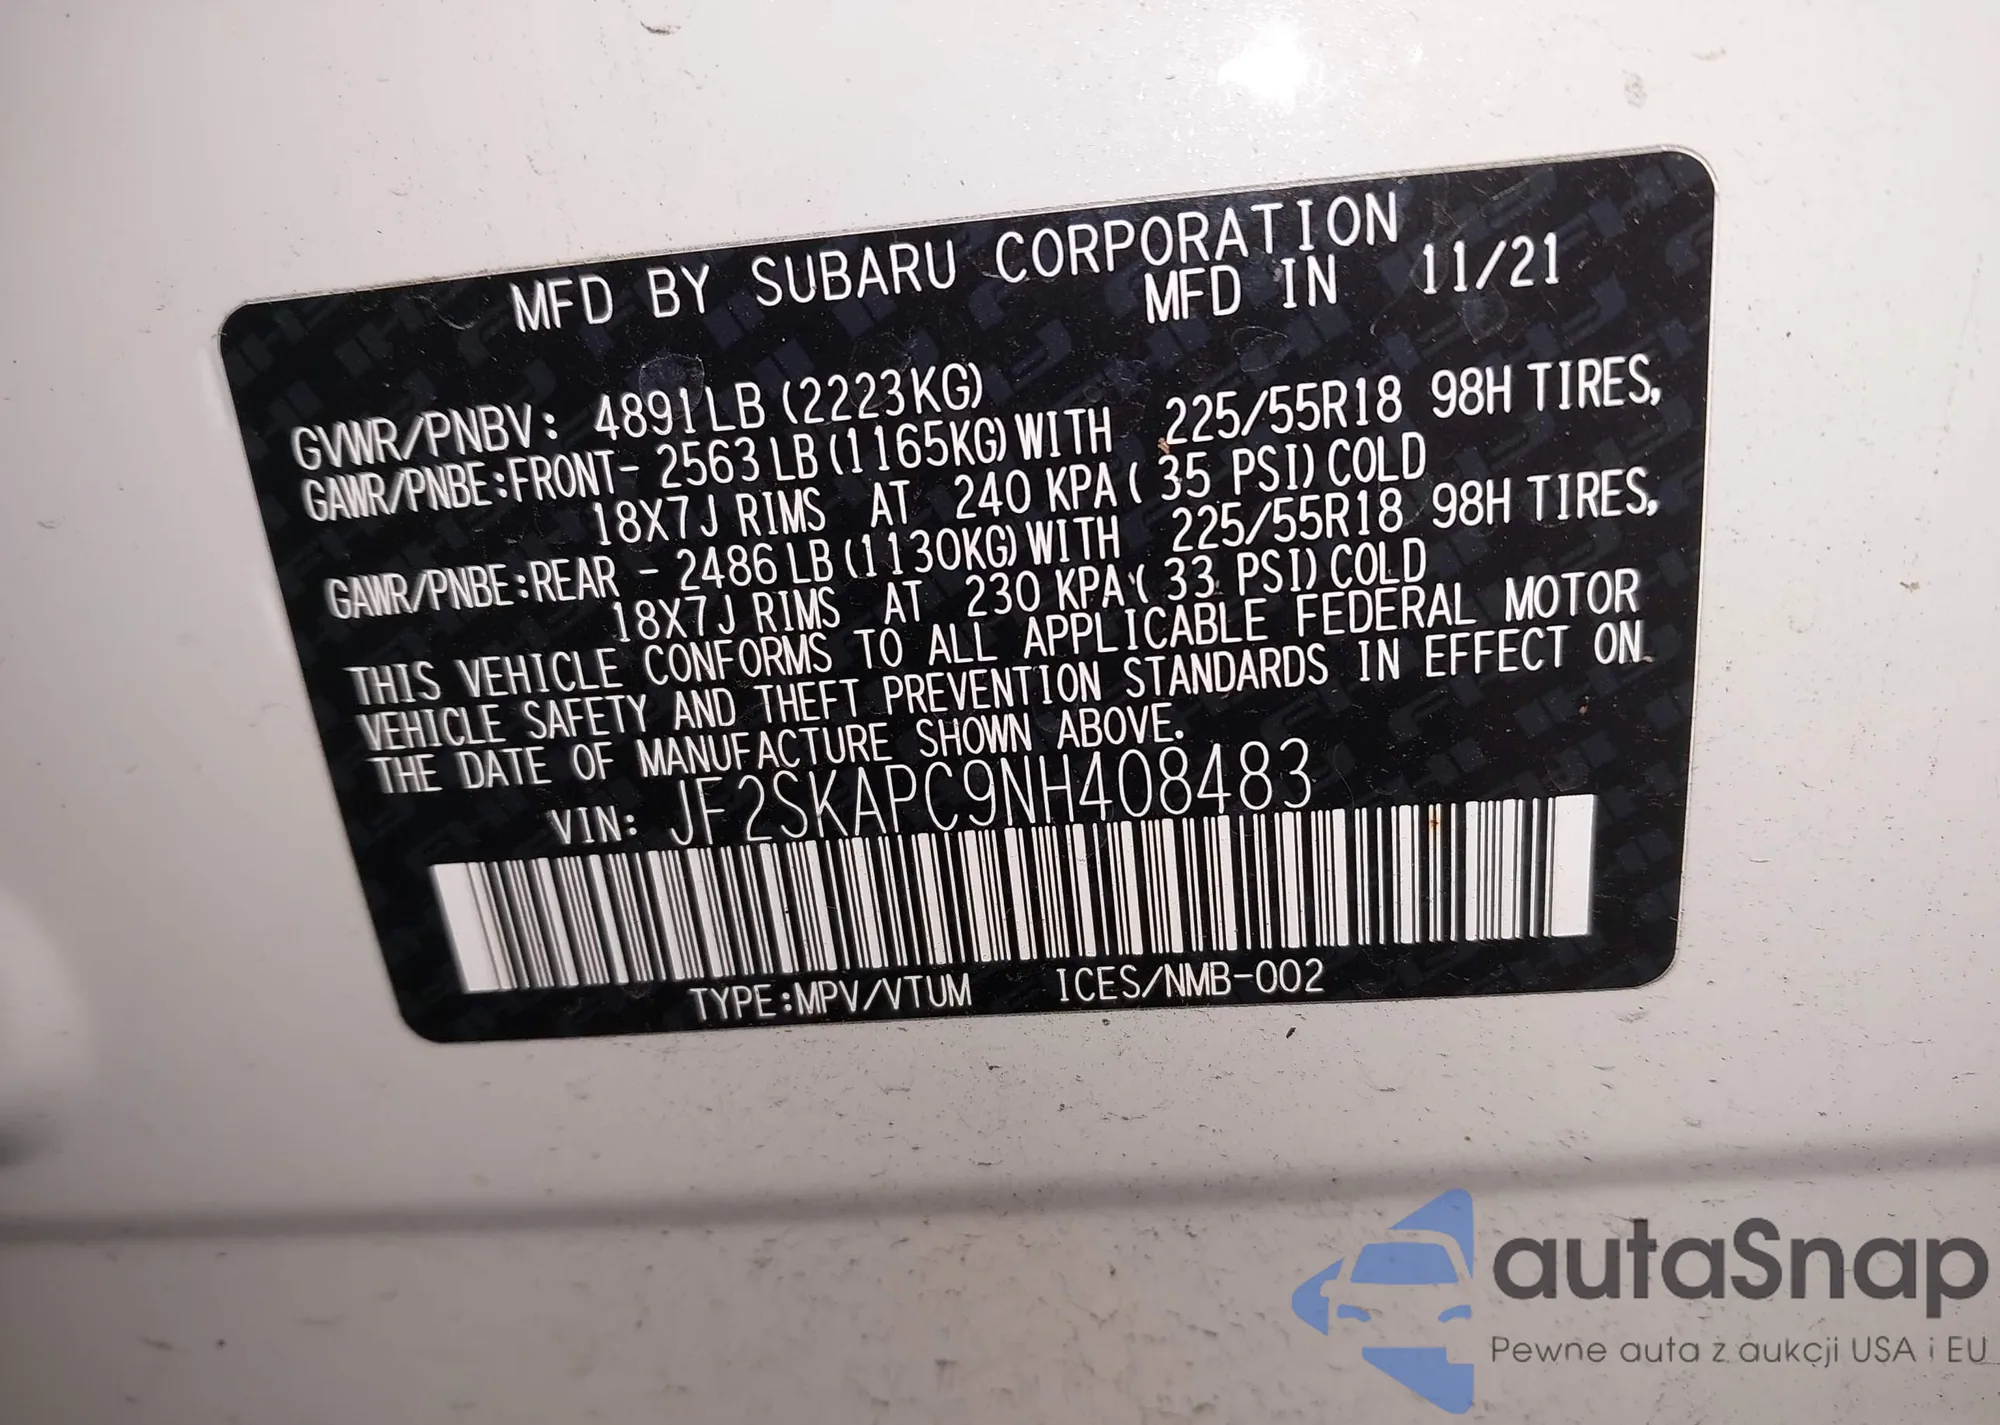 MFD BY SUBARU CORPORATION
MFD IN 11/21
GVWR/PNBV: 4891LB (2223KG)
GAWR/PNBE:FRONT- 2563LB(1165KG)WITH 225/55R18 98H TIRES,
18X7J RIMS AT 240 KPA( 35 PSI)COLD
GAWR/PNBE:REAR - 2486LB(1130KG)WITH 225/55R18 98H TIRES,
18X7J RIMS AT 230 KPA( 33 PSI)COLD
THIS VEHICLE CONFORMS TO ALL APPLICABLE FEDERAL MOTOR
VEHICLE SAFETY AND THEFT PREVENTION STANDARDS IN EFFECT ON
THE DATE OF MANUFACTURE SHOWN ABOVE.
VIN: JF2SKAPC9NH408483
TYPE:MPV/VTUM ICES/NMB-002
autaSnap
Pewne auta z aukcji USA i EU